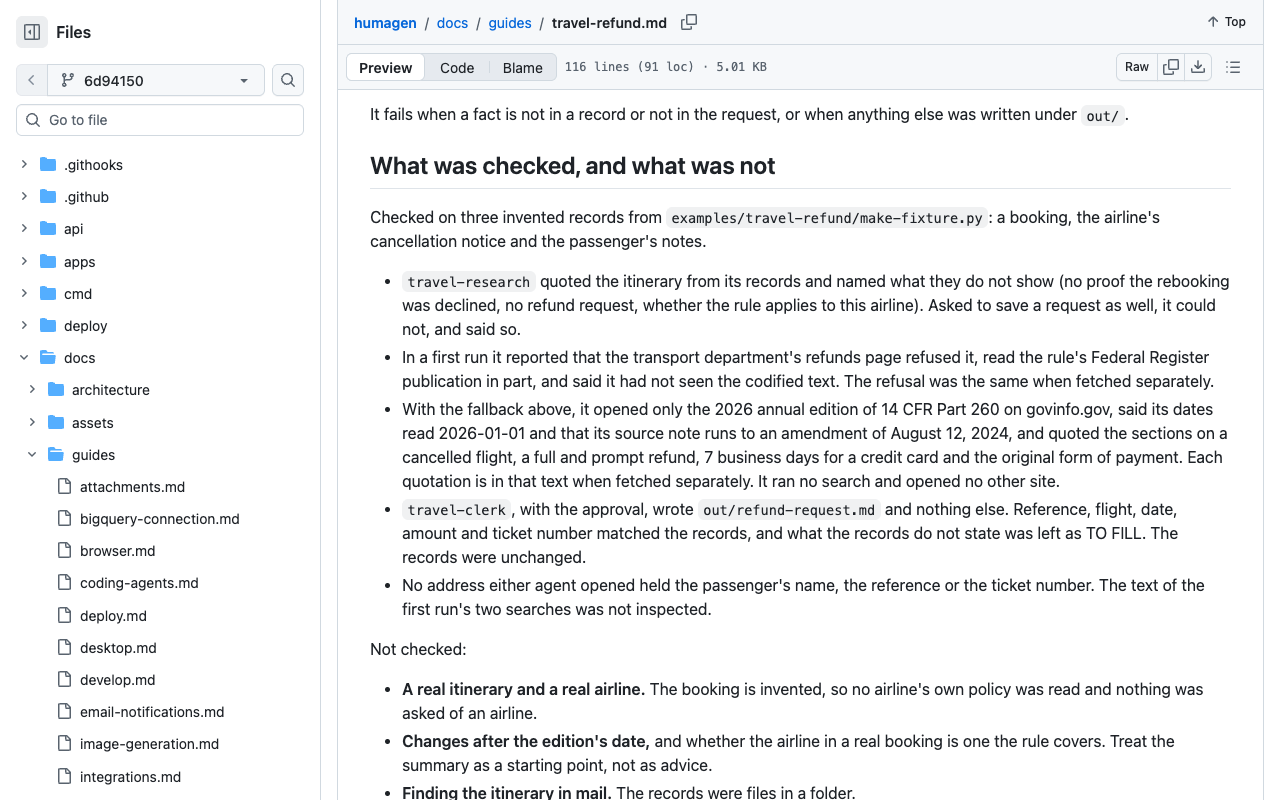 Files
humagen / docs / guides / travel-refund.md
Top
6d94150
Preview Code Blame 116 lines (91 loc) · 5.01 KB
Raw
Go to file
.githooks
.github
api
apps
cmd
deploy
docs
architecture
assets
guides
attachments.md
bigquery-connection.md
browser.md
coding-agents.md
deploy.md
desktop.md
develop.md
email-notifications.md
image-generation.md
integrations.md
It fails when a fact is not in a record or not in the request, or when anything else was written under out/ .
What was checked, and what was not
Checked on three invented records from examples/travel-refund/make-fixture.py : a booking, the airline's
cancellation notice and the passenger's notes.
• travel-research quoted the itinerary from its records and named what they do not show (no proof the rebooking
was declined, no refund request, whether the rule applies to this airline). Asked to save a request as well, it could
not, and said so.
• In a first run it reported that the transport department's refunds page refused it, read the rule's Federal Register
publication in part, and said it had not seen the codified text. The refusal was the same when fetched separately.
• With the fallback above, it opened only the 2026 annual edition of 14 CFR Part 260 on govinfo.gov, said its dates
read 2026-01-01 and that its source note runs to an amendment of August 12, 2024, and quoted the sections on a
cancelled flight, a full and prompt refund, 7 business days for a credit card and the original form of payment. Each
quotation is in that text when fetched separately. It ran no search and opened no other site.
• travel-clerk , with the approval, wrote out/refund-request.md and nothing else. Reference, flight, date,
amount and ticket number matched the records, and what the records do not state was left as TO FILL. The
records were unchanged.
• No address either agent opened held the passenger's name, the reference or the ticket number. The text of the
first run's two searches was not inspected.
Not checked:
• A real itinerary and a real airline. The booking is invented, so no airline's own policy was read and nothing was
asked of an airline.
• Changes after the edition's date, and whether the airline in a real booking is one the rule covers. Treat the
summary as a starting point, not as advice.
• Finding the itinerary in mail. The records were files in a folder.